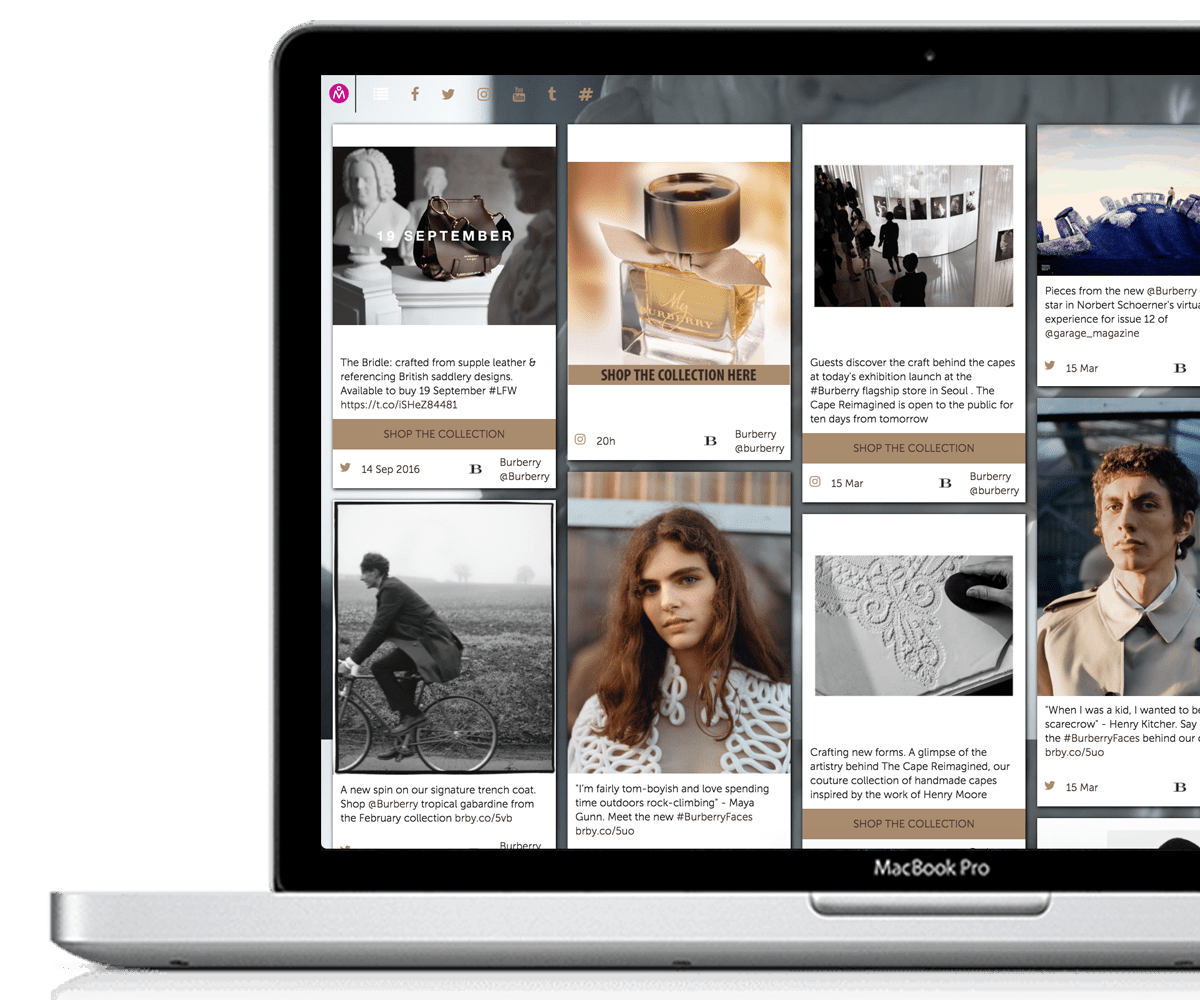 19 SEPTEMBER
The Bridle: crafted from supple leather &
referencing British saddlery designs.
Available to buy 19 September #LFW
https://t.co/iSHeZ84481
SHOP THE COLLECTION
14 Sep 2016
B
Burberry
@Burberry
A new spin on our signature trench coat.
Shop @Burberry tropical gabardine from
the February collection brby.co/5vb
Burberry
My
BURBERRY
SHOP THE COLLECTION HERE
20h
B
Burberry
@burberry
"I'm fairly tom-boyish and love spending
time outdoors rock-climbing" - Maya
Gunn. Meet the new #BurberryFaces
brby.co/5uo
Guests discover the craft behind the capes
at today's exhibition launch at the
#Burberry flagship store in Seoul . The
Cape Reimagined is open to the public for
ten days from tomorrow
SHOP THE COLLECTION
15 Mar
B
Burberry
@burberry
Crafting new forms. A glimpse of the
artistry behind The Cape Reimagined, our
couture collection of handmade capes
inspired by the work of Henry Moore
SHOP THE COLLECTION
Pieces from the new @Burberry
star in Norbert Schoerner's virtua
experience for issue 12 of
@garage_magazine
15 Mar
B
"When I was a kid, I wanted to be
scarecrow" - Henry Kitcher. Say
the #BurberryFaces behind our
brby.co/5uo
15 Mar
B
MacBook Pro